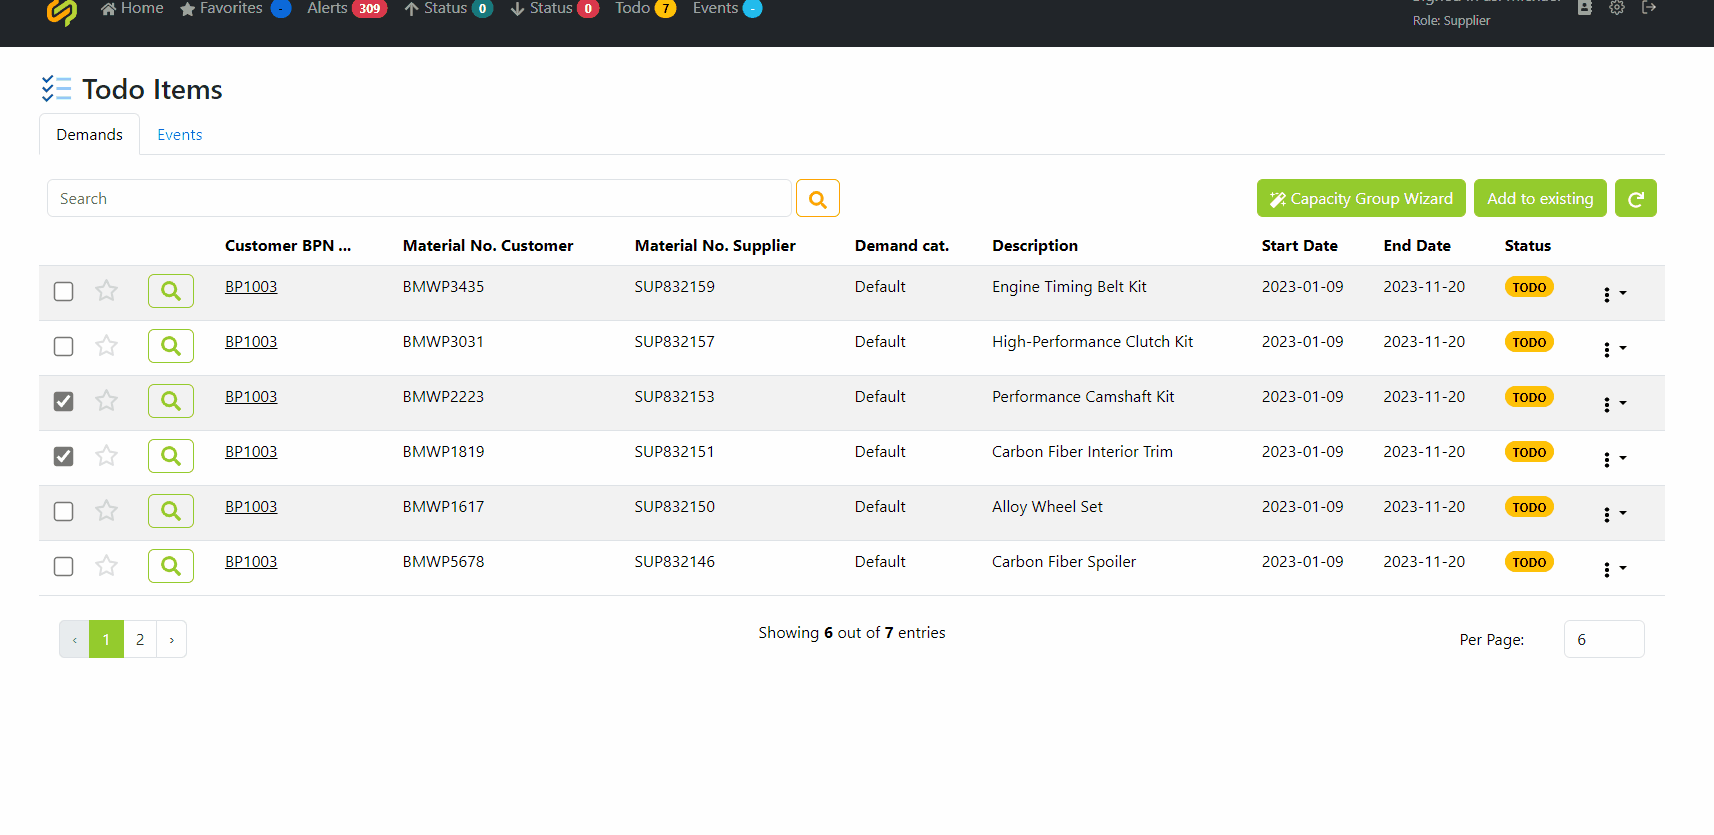 Home Favorites - Alerts 309 Status 0 Status 0 Todo 7 Events -
Role: Supplier
Todo Items
Demands Events
Search
Capacity Group Wizard Add to existing
Customer BPN ... Material No. Customer Material No. Supplier Demand cat. Description Start Date End Date Status
BP1003 BMWP3435 SUP832159 Default Engine Timing Belt Kit 2023-01-09 2023-11-20 TODO
BP1003 BMWP3031 SUP832157 Default High-Performance Clutch Kit 2023-01-09 2023-11-20 TODO
BP1003 BMWP2223 SUP832153 Default Performance Camshaft Kit 2023-01-09 2023-11-20 TODO
BP1003 BMWP1819 SUP832151 Default Carbon Fiber Interior Trim 2023-01-09 2023-11-20 TODO
BP1003 BMWP1617 SUP832150 Default Alloy Wheel Set 2023-01-09 2023-11-20 TODO
BP1003 BMWP5678 SUP832146 Default Carbon Fiber Spoiler 2023-01-09 2023-11-20 TODO
‹ 1 2 ›
Showing 6 out of 7 entries
Per Page: 6